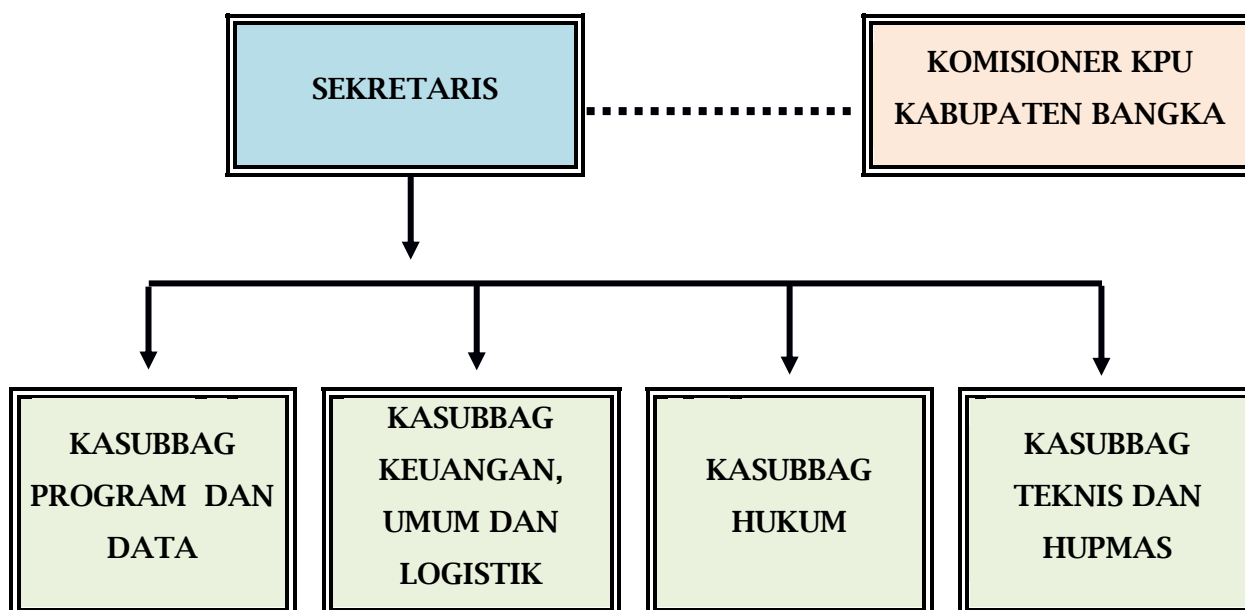 SEKRETARIS
KOMISIONER KPU
KABUPATEN BANGKA
KASUBBAG
PROGRAM DAN
DATA
KASUBBAG
KEUANGAN,
UMUM DAN
LOGISTIK
KASUBBAG
HUKUM
KASUBBAG
TEKNIS DAN
HUPMAS